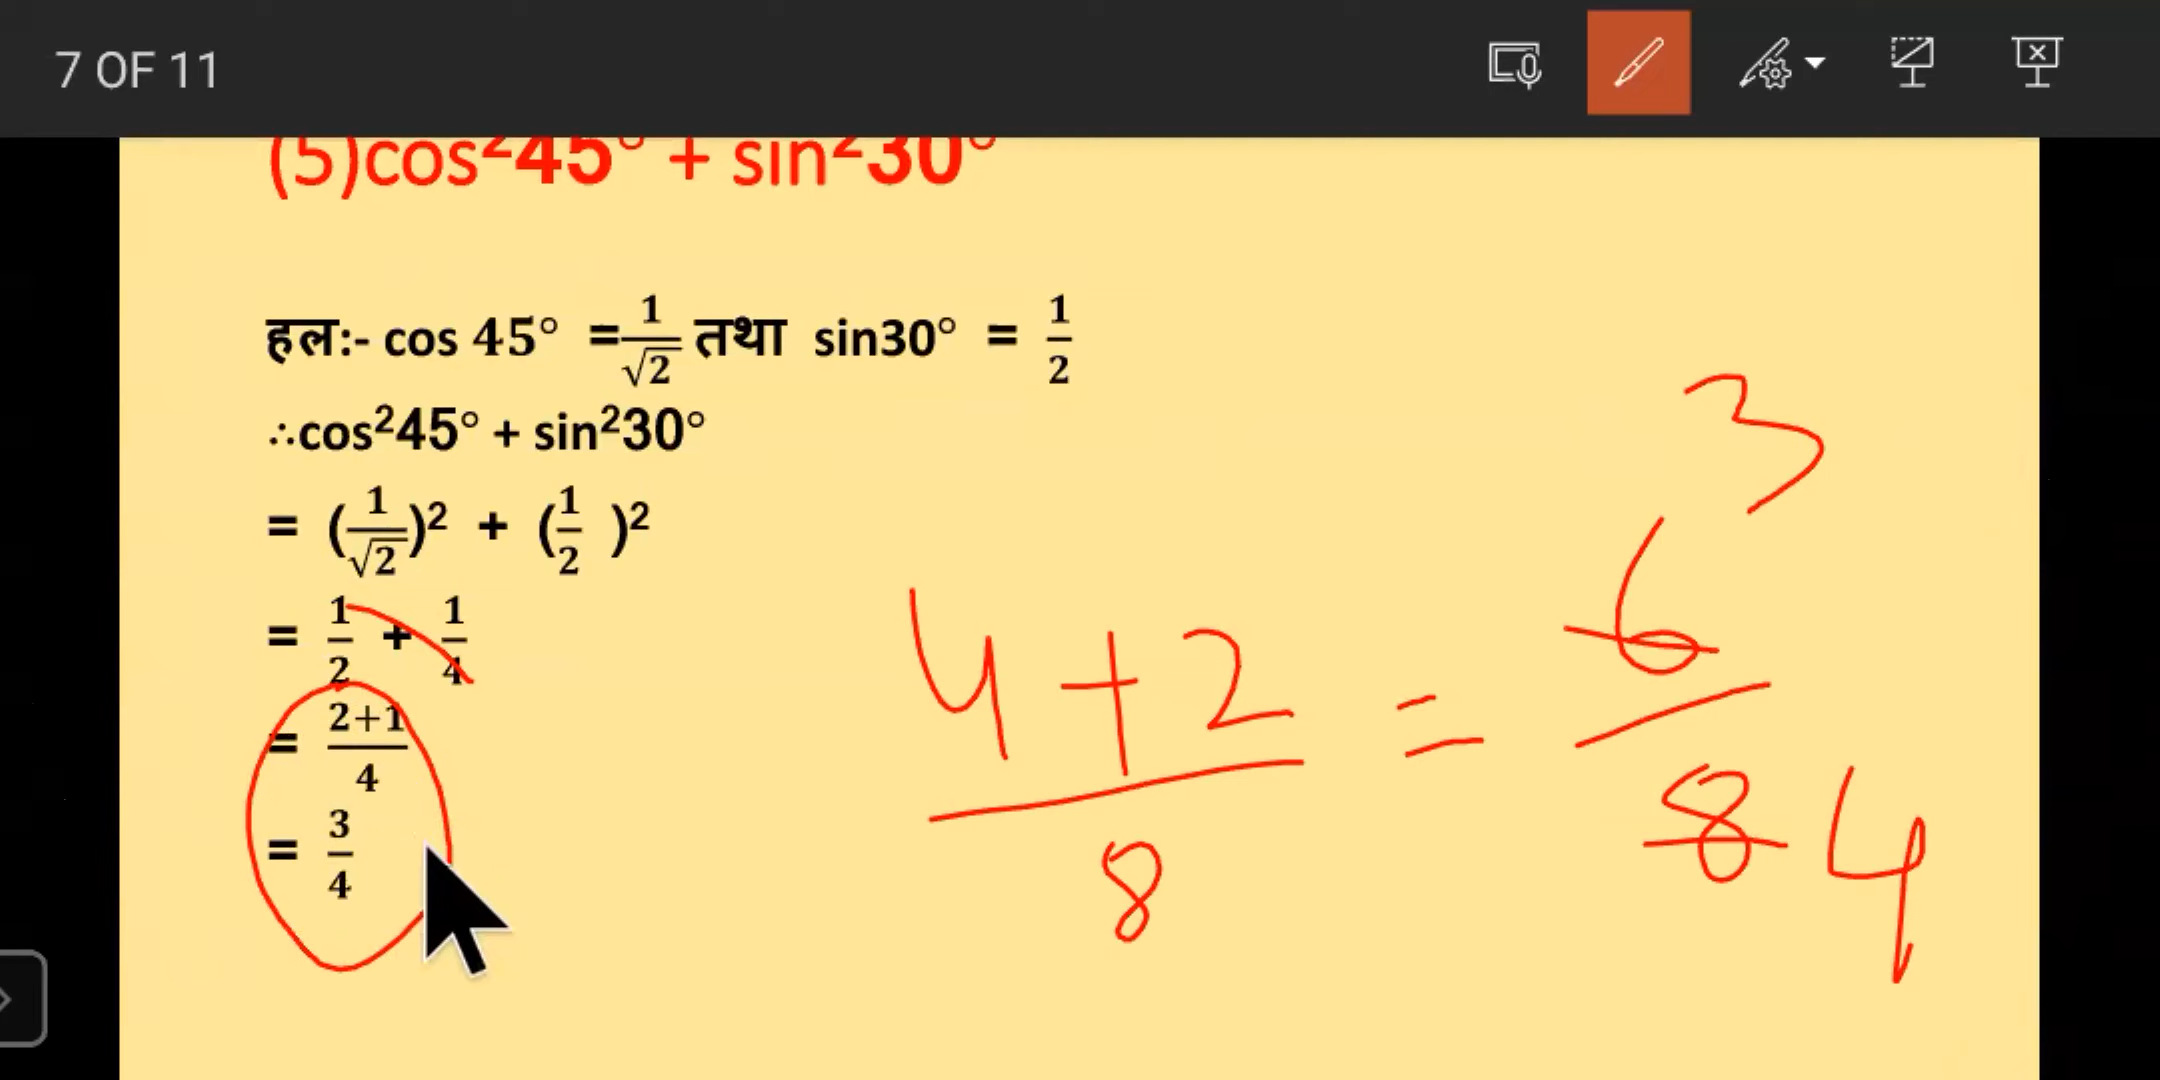 7 OF 11
(5)cos²45° + sin²30°
हल:- cos 45° = 1/√2 तथा sin30° = 1/2
∴cos²45° + sin²30°
= (1/√2)² + (1/2 )²
= 1/2 + 1/4
= 2+1/4
= 3/4
4+2/8 = 6/8
3
4